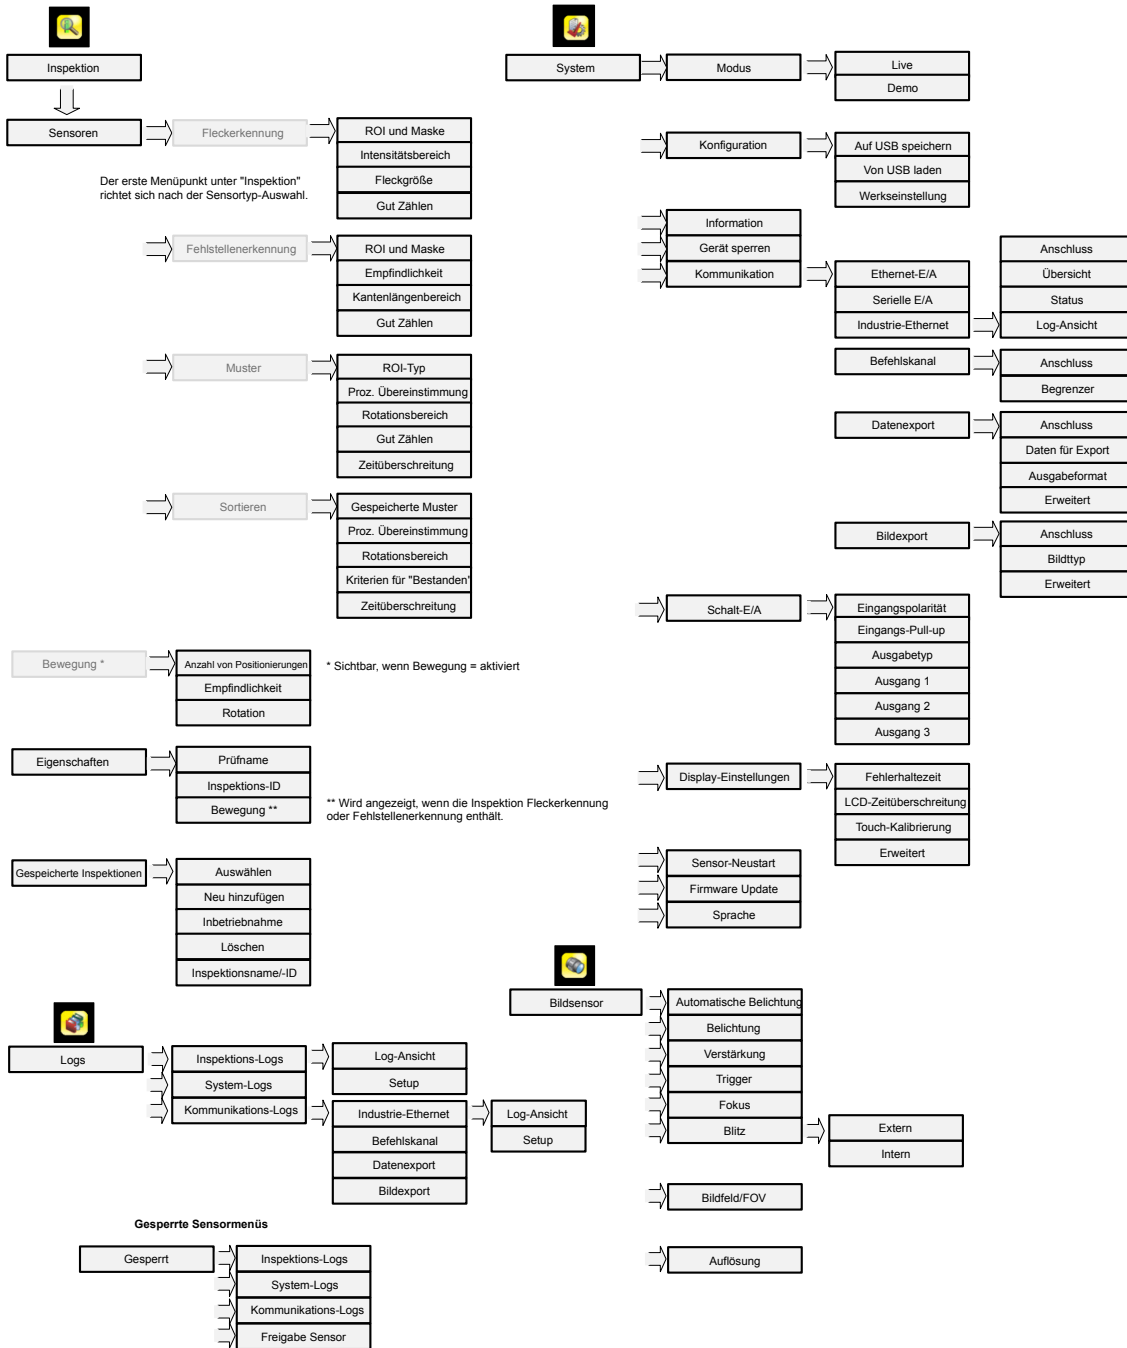 Inspektion
Sensoren
Fleckerkennung
ROI und Maske
Intensitätsbereich
Fleckgröße
Gut Zählen
Der erste Menüpunkt unter "Inspektion"
richtet sich nach der Sensortyp-Auswahl.
Fehlstellenerkennung
ROI und Maske
Empfindlichkeit
Kantenlängenbereich
Gut Zählen
Muster
ROI-Typ
Proz. Übereinstimmung
Rotationsbereich
Gut Zählen
Zeitüberschreitung
Sortieren
Gespeicherte Muster
Proz. Übereinstimmung
Rotationsbereich
Kriterien für "Bestanden"
Zeitüberschreitung
Bewegung *
Anzahl von Positionierungen
Empfindlichkeit
Rotation
* Sichtbar, wenn Bewegung = aktiviert
Eigenschaften
Prüfname
Inspektions-ID
Bewegung **
** Wird angezeigt, wenn die Inspektion Fleckerkennung
oder Fehlstellenerkennung enthält.
Gespeicherte Inspektionen
Auswählen
Neu hinzufügen
Inbetriebnahme
Löschen
Inspektionsname/-ID
Logs
Inspektions-Logs
System-Logs
Kommunikations-Logs
Log-Ansicht
Setup
Industrie-Ethernet
Befehlskanal
Datenexport
Bildexport
Log-Ansicht
Setup
Gesperrte Sensormenüs
Gesperrt
Inspektions-Logs
System-Logs
Kommunikations-Logs
Freigabe Sensor
System
Modus
Live
Demo
Konfiguration
Auf USB speichern
Von USB laden
Werkseinstellung
Information
Gerät sperren
Kommunikation
Ethernet-E/A
Serielle E/A
Industrie-Ethernet
Anschluss
Übersicht
Status
Log-Ansicht
Befehlskanal
Anschluss
Begrenzer
Datenexport
Anschluss
Daten für Export
Ausgabeformat
Erweitert
Bildexport
Anschluss
Bildttyp
Erweitert
Schalt-E/A
Eingangspolarität
Eingangs-Pull-up
Ausgabetyp
Ausgang 1
Ausgang 2
Ausgang 3
Display-Einstellungen
Fehlerhaltezeit
LCD-Zeitüberschreitung
Touch-Kalibrierung
Erweitert
Sensor-Neustart
Firmware Update
Sprache
Bildsensor
Automatische Belichtung
Belichtung
Verstärkung
Trigger
Fokus
Blitz
Extern
Intern
Bildfeld/FOV
Auflösung